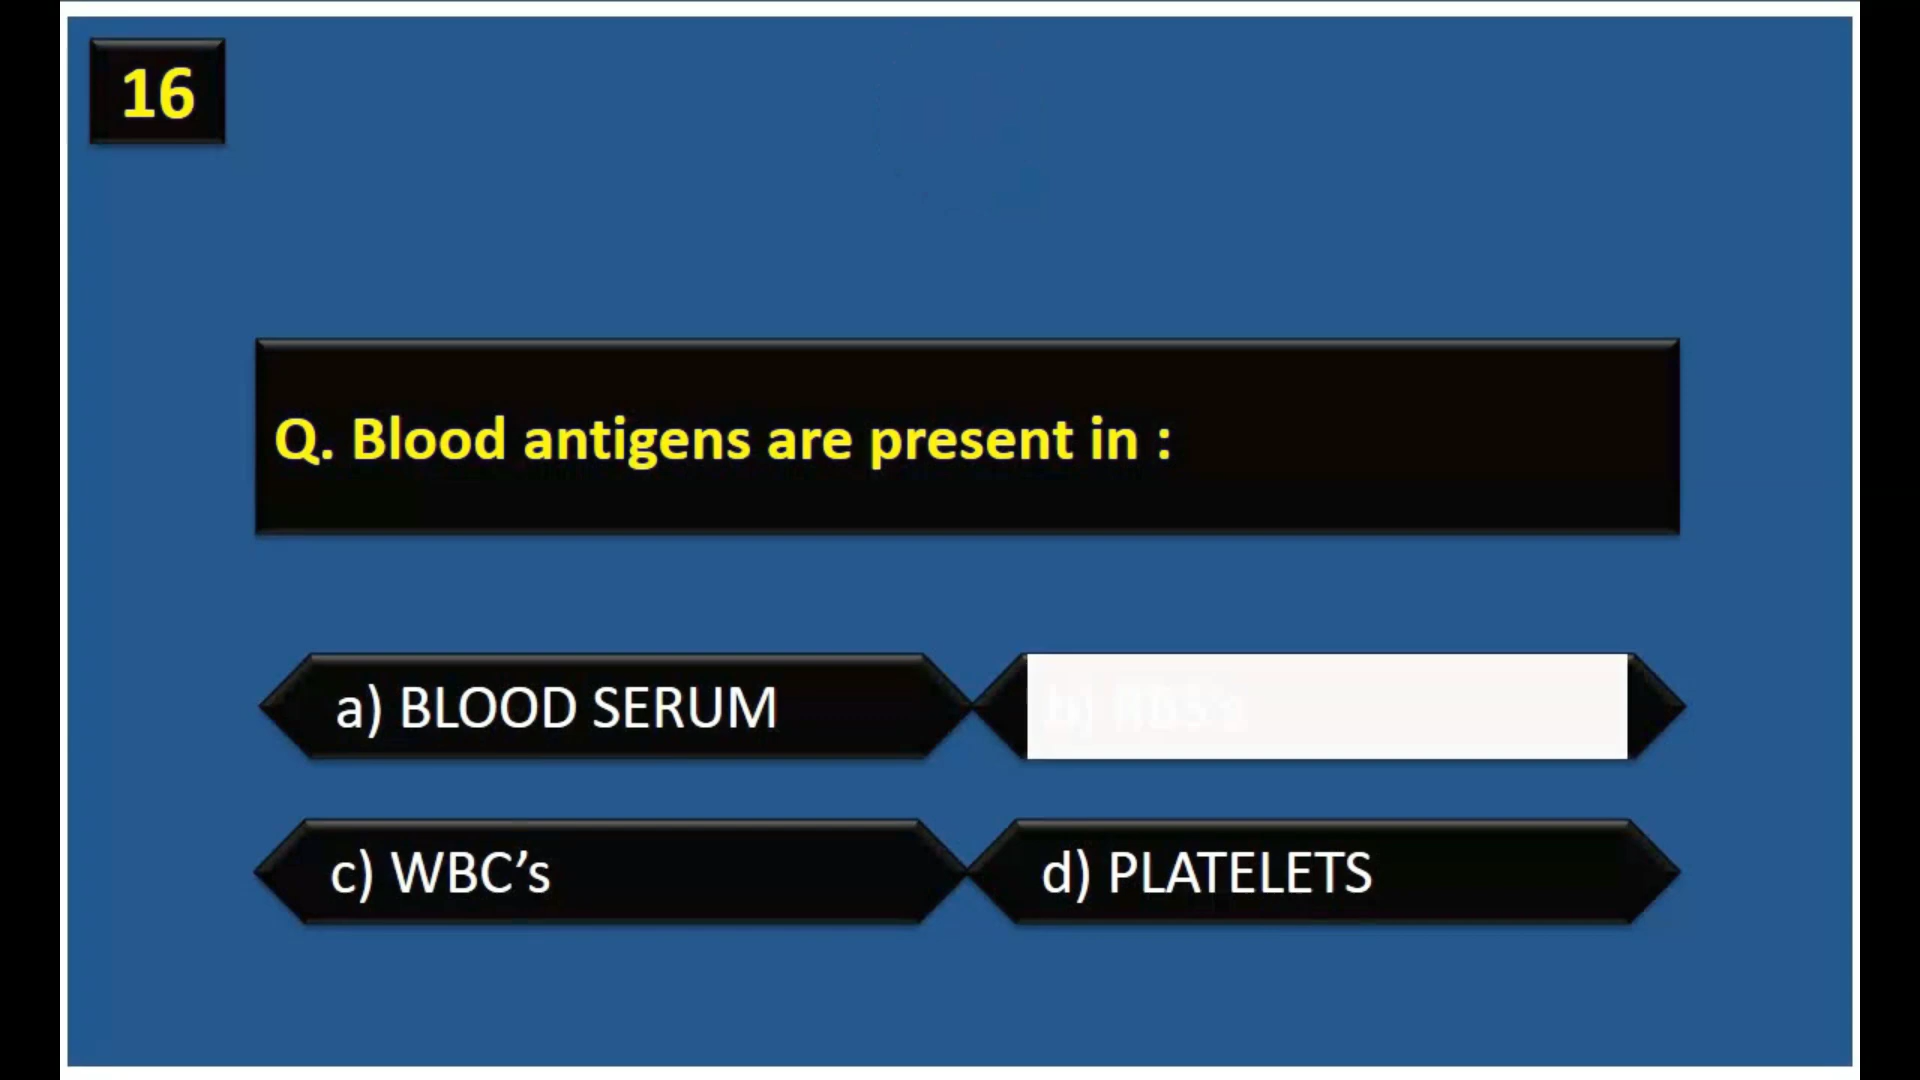 16
Q. Blood antigens are present in :
a) BLOOD SERUM
b)
c) WBC’s
d) PLATELETS